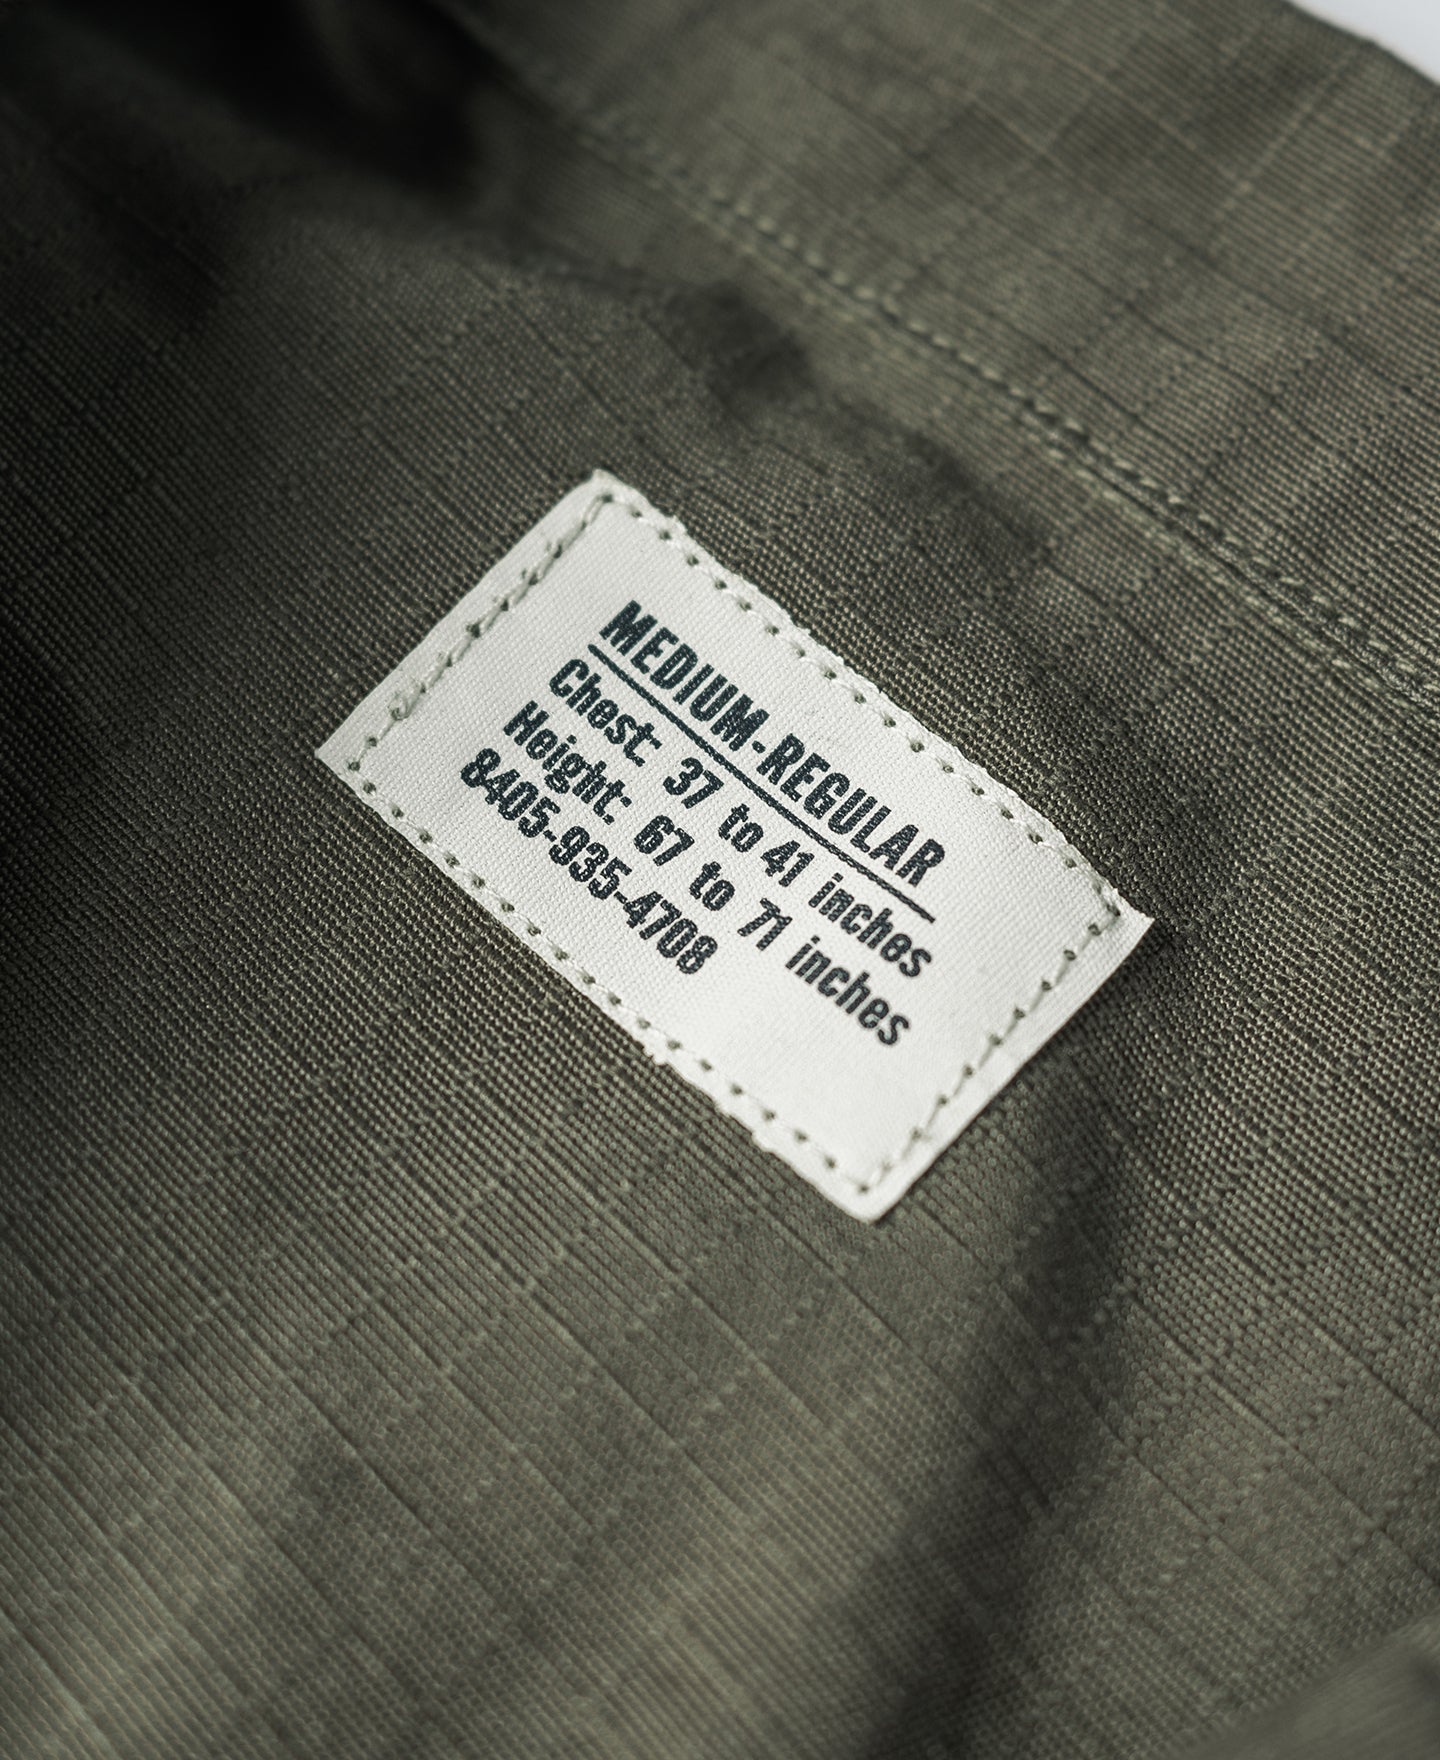 MEDIUM-REGULAR
Chest: 37 to 41 inches
Height: 67 to 71 inches
8405-935-4708